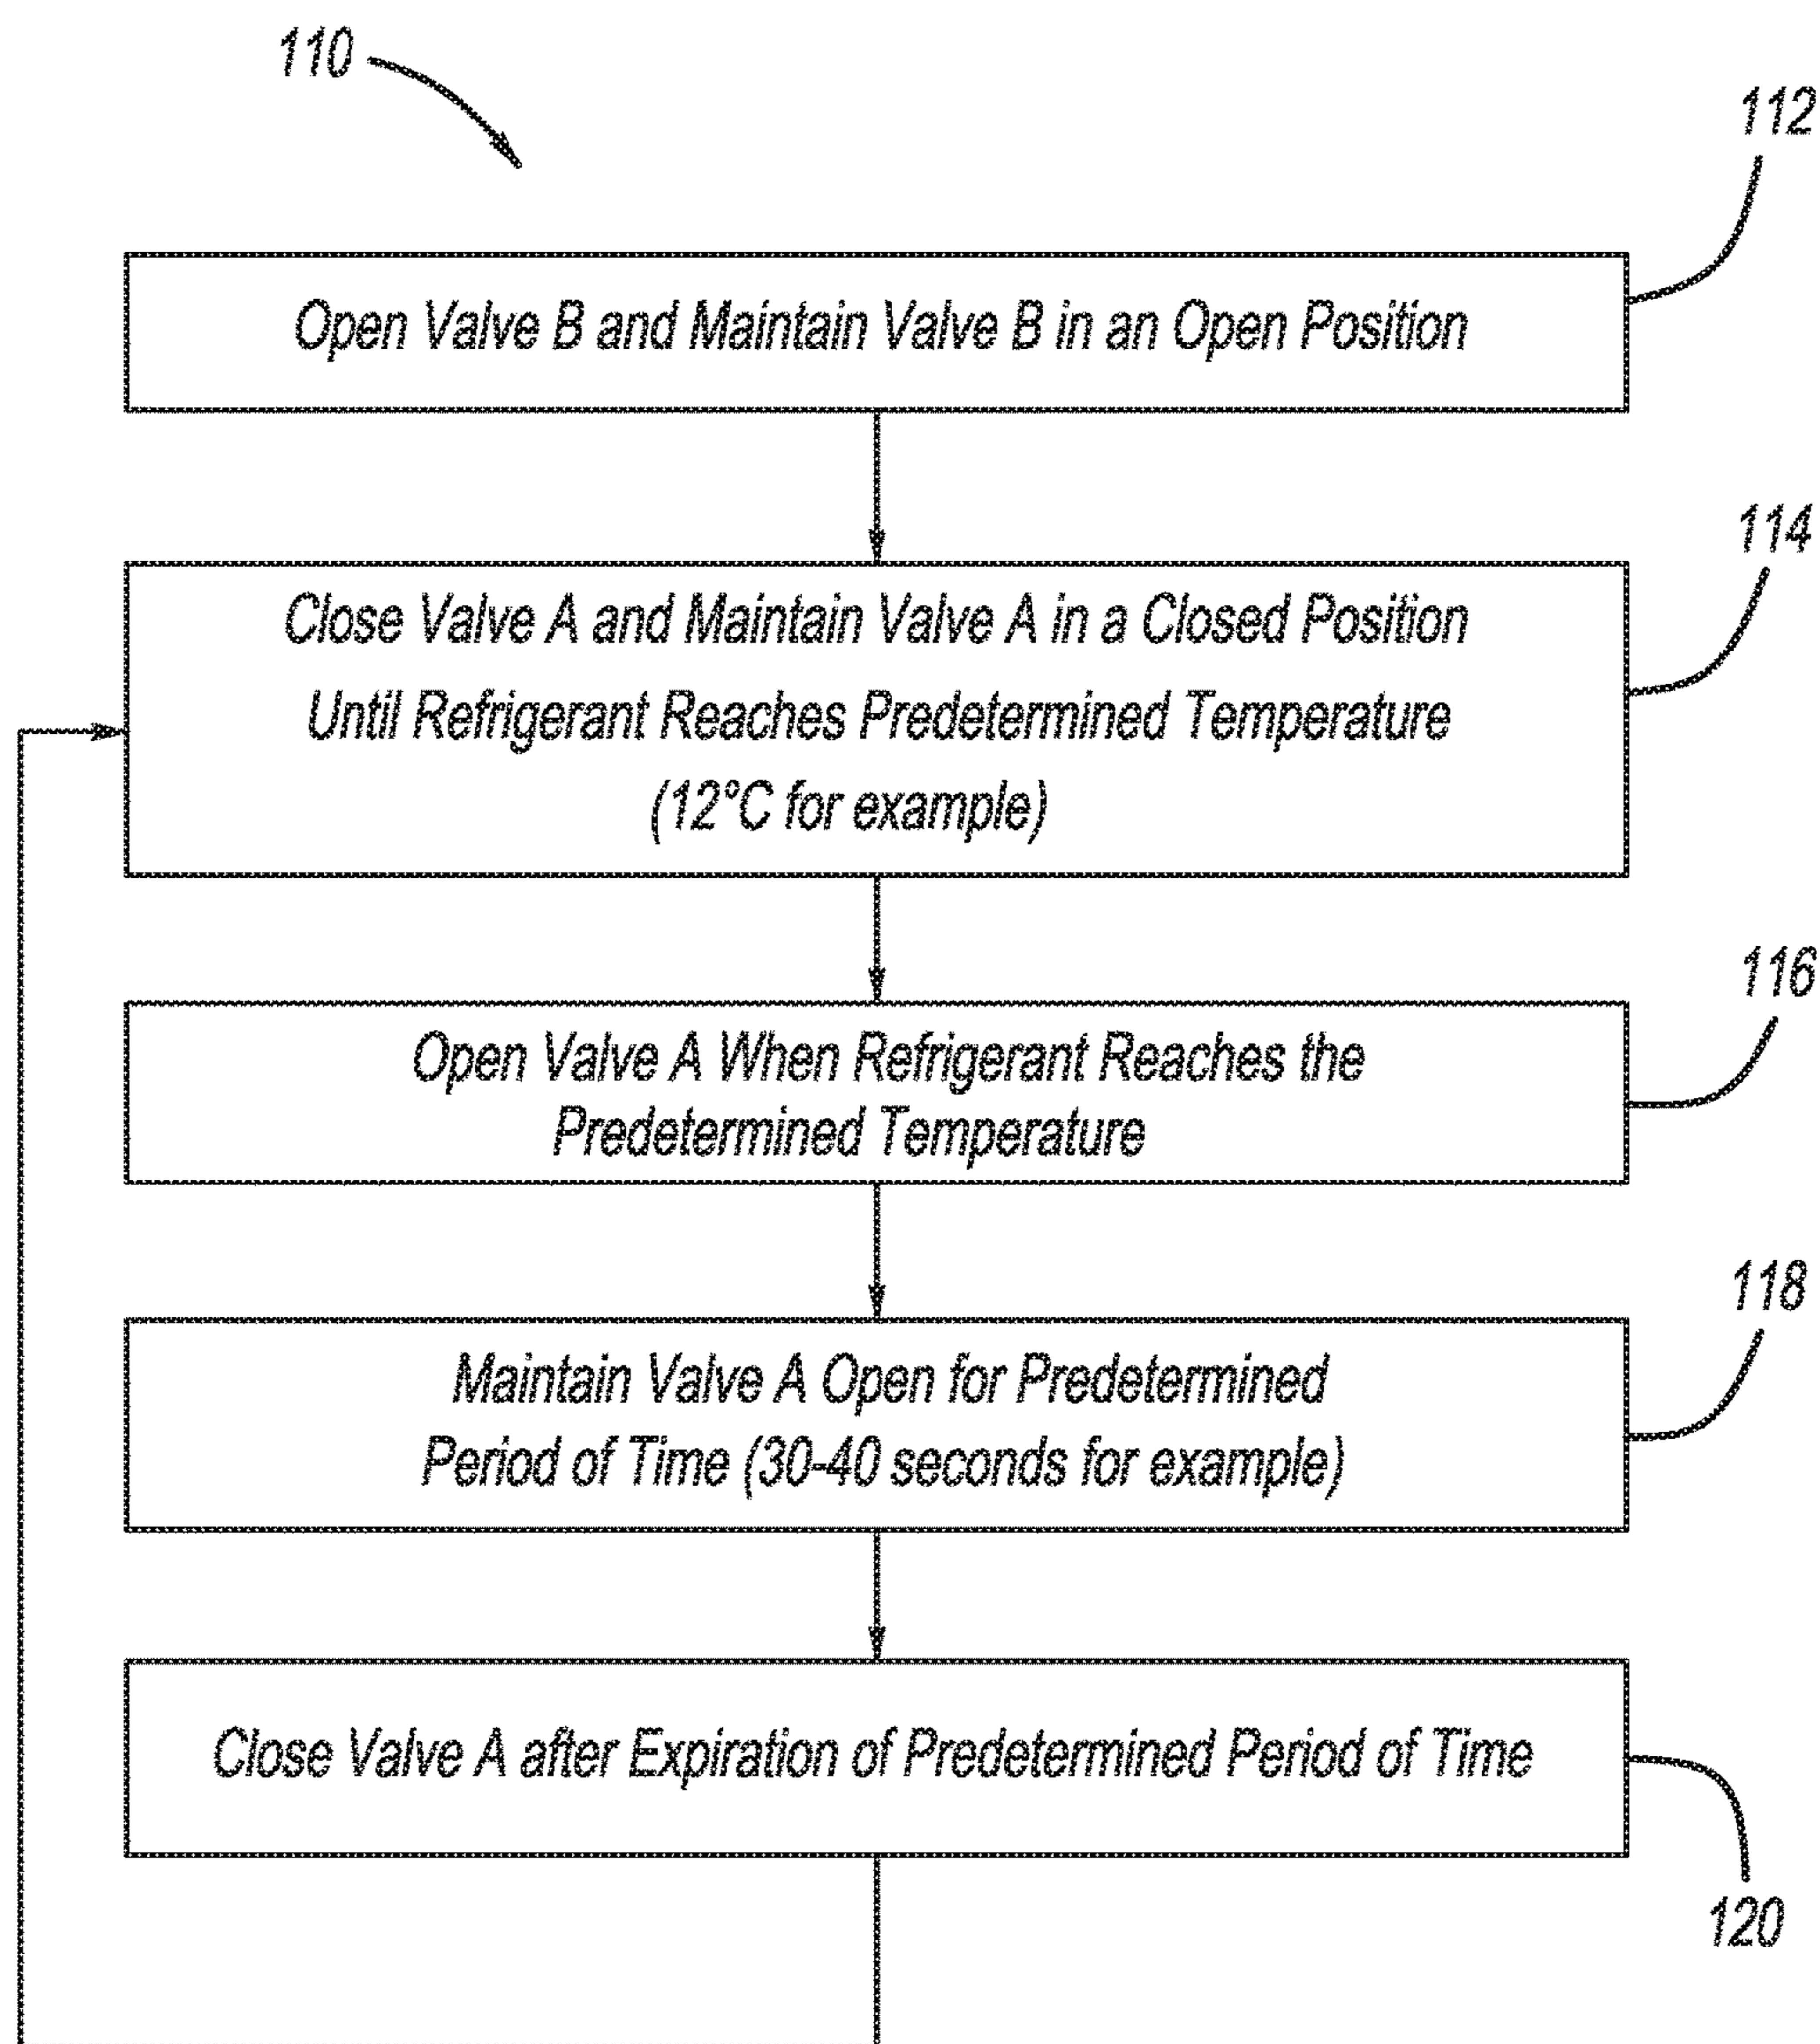 110
112
Open Valve B and Maintain Valve B in an Open Position
114
Close Valve A and Maintain Valve A in a Closed Position
Until Refrigerant Reaches Predetermined Temperature
(12°C for example)
116
Open Valve A When Refrigerant Reaches the
Predetermined Temperature
118
Maintain Valve A Open for Predetermined
Period of Time (30-40 seconds for example)
Close Valve A after Expiration of Predetermined Period of Time
120